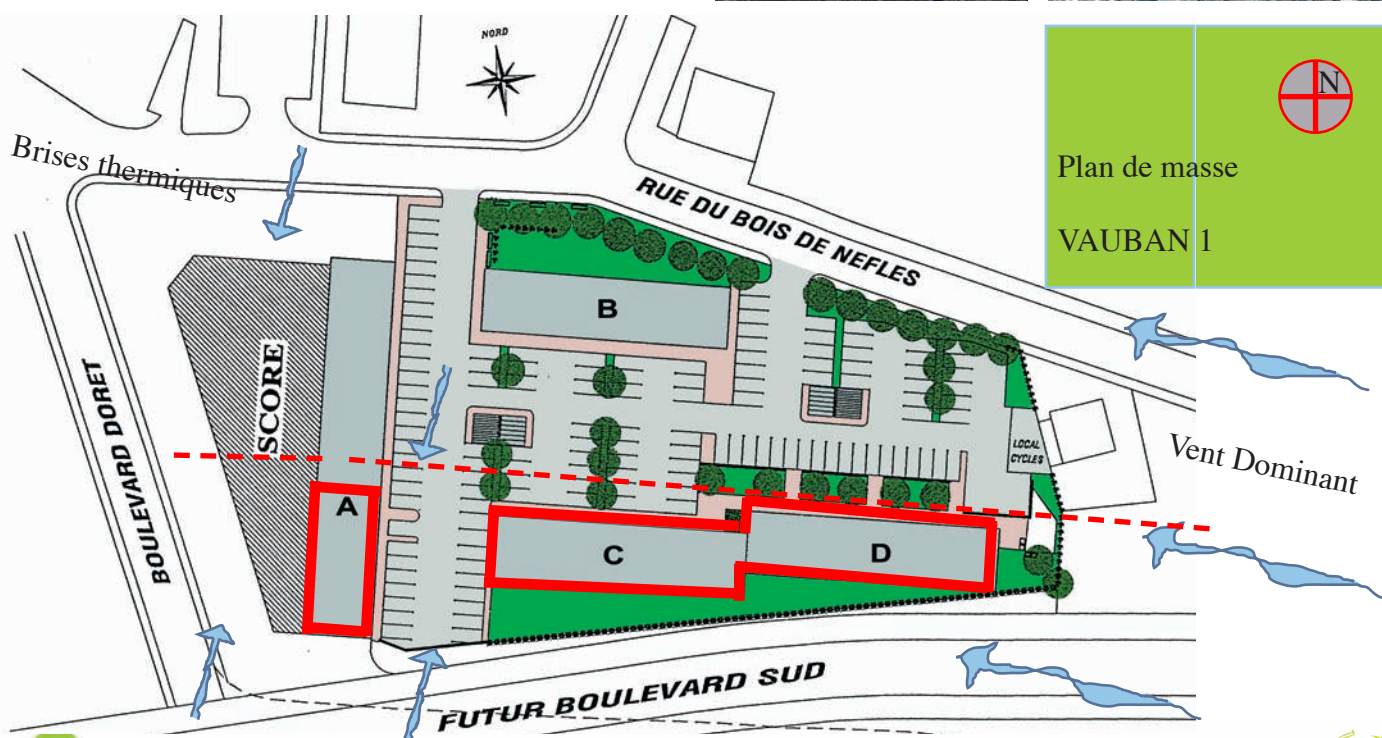 NORD
N
Brises thermiques
Plan de masse
VAUBAN 1
RUE DU BOIS DE NEFLES
B
SCORE
BOULEVARD DORET
LOCAL
CYCLES
Vent Dominant
A
C
D
FUTUR BOULEVARD SUD